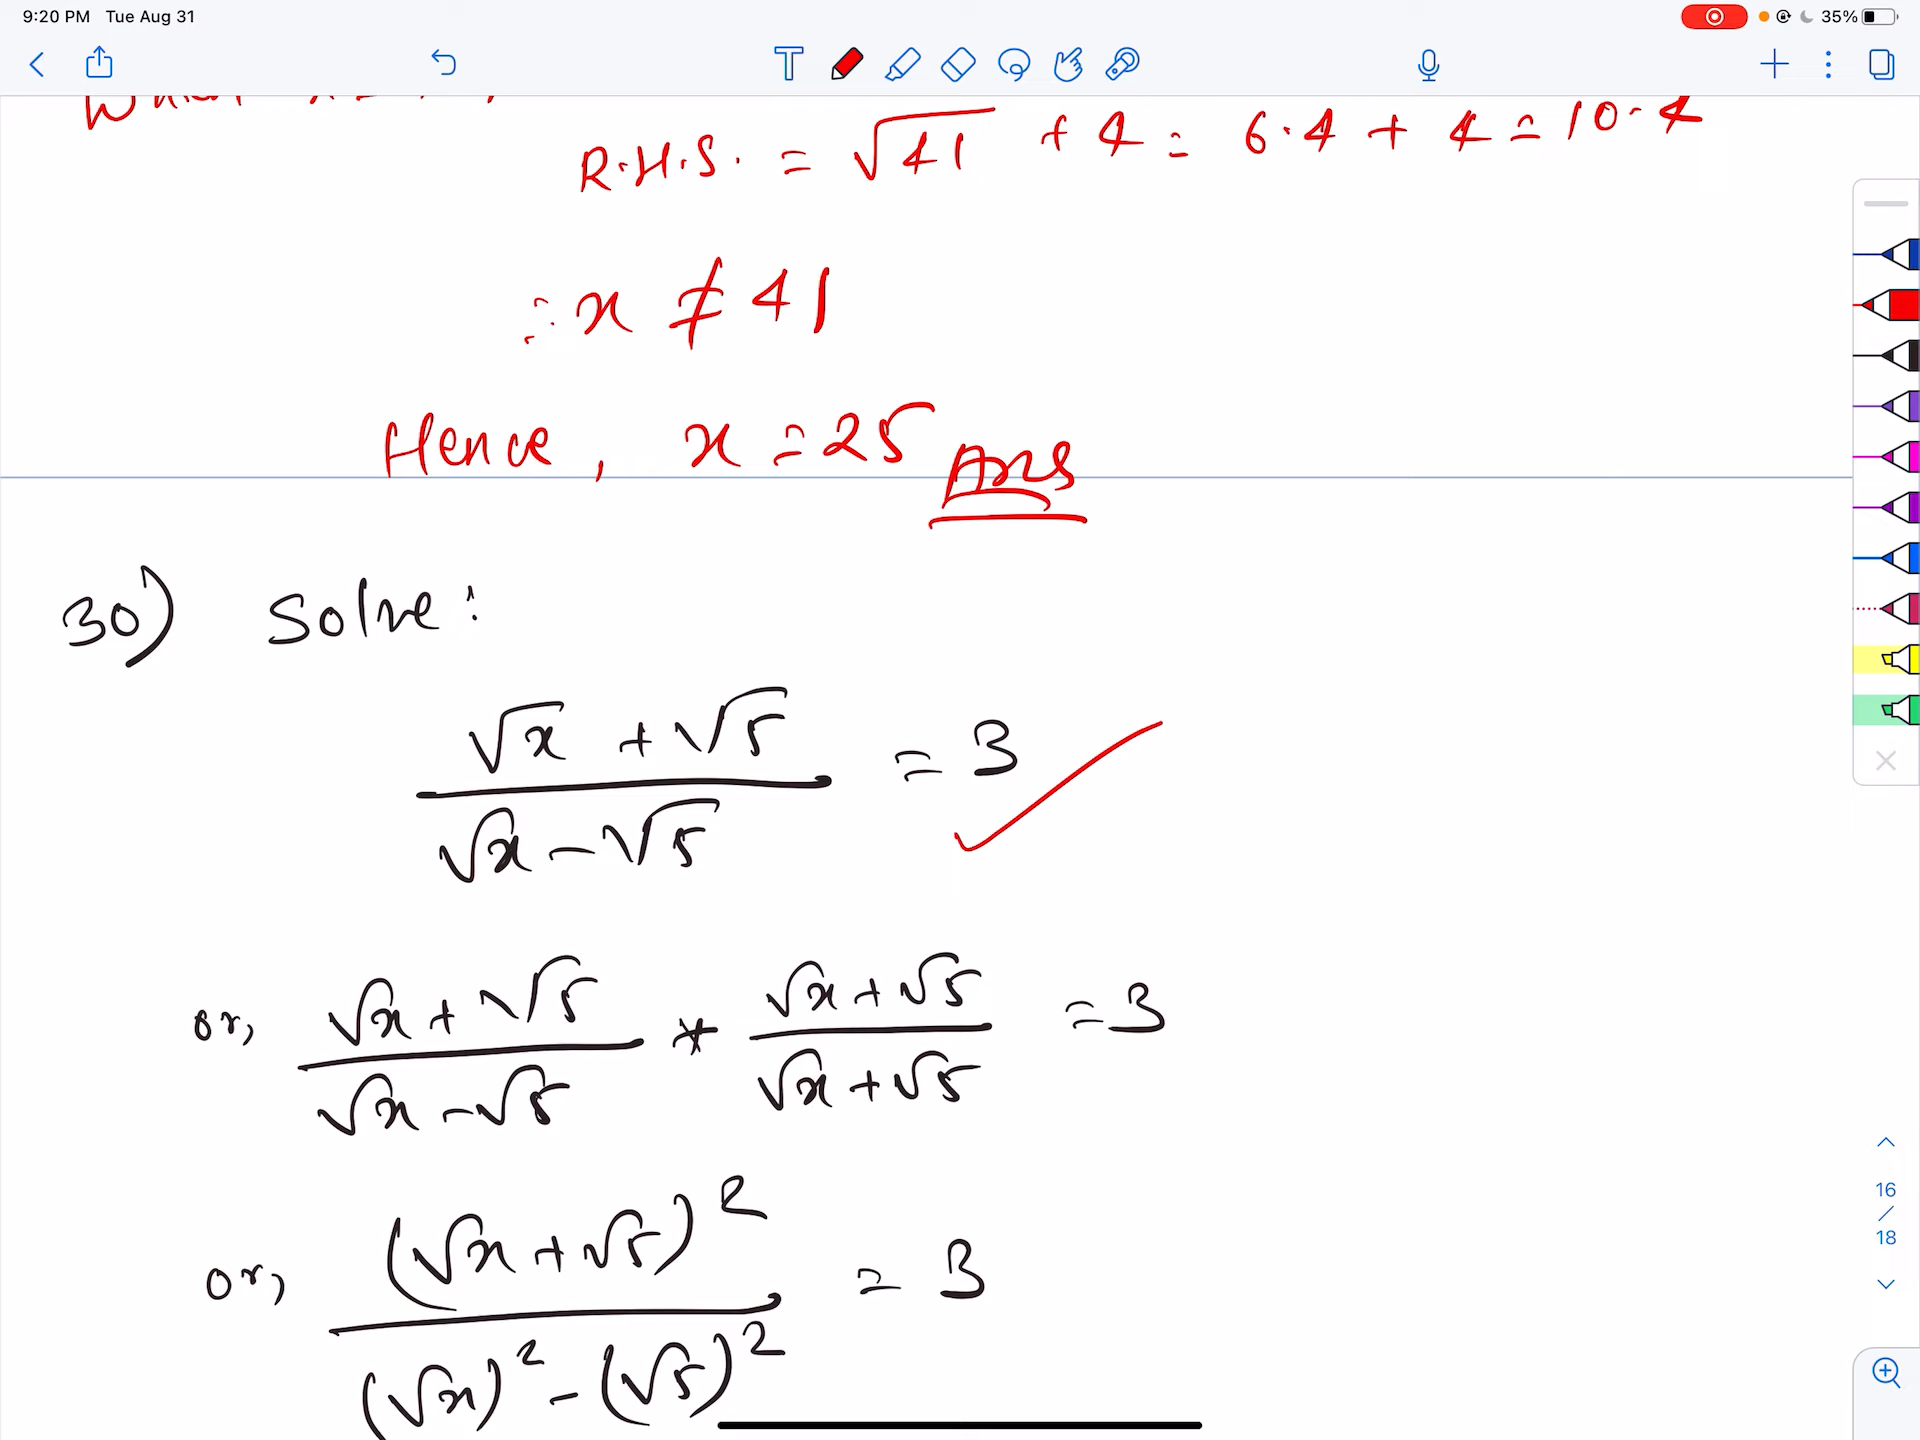 9:20 PM Tue Aug 31
35%
T
R.H.S. = √41 + 4 = 6.4 + 4 = 10.4
∴ x ≠ 41
Hence, x = 25 Ans
30) Solve:
(√x + √5)/(√x - √5) = 3
or, (√x + √5)/(√x - √5) * (√x + √5)/(√x + √5) = 3
or, (√x + √5)²/((√x)² - (√5)²) = 3
16
/
18